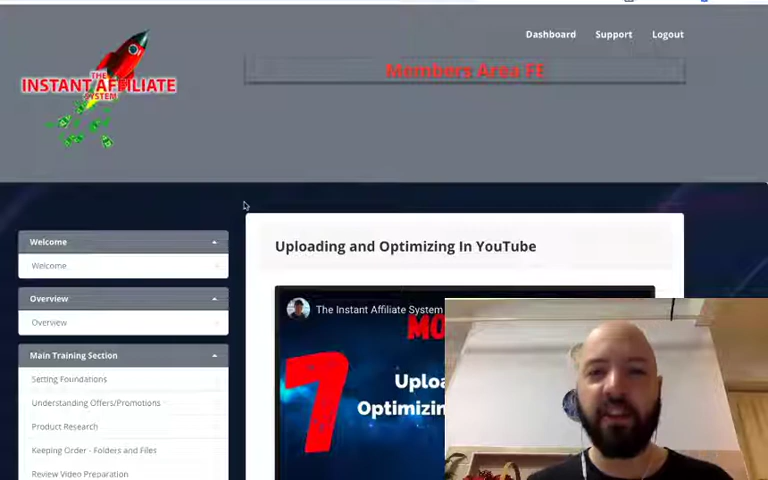 Dashboard Support Logout
THE
INSTANT AFFILIATE
SYSTEM
Members Area FE
Welcome
Welcome
Overview
Overview
Main Training Section
Setting Foundations
Understanding Offers/Promotions
Product Research
Keeping Order - Folders and Files
Review Video Preparation
Uploading and Optimizing In YouTube
The Instant Affiliate System
MO
7
Uploa
Optimizin